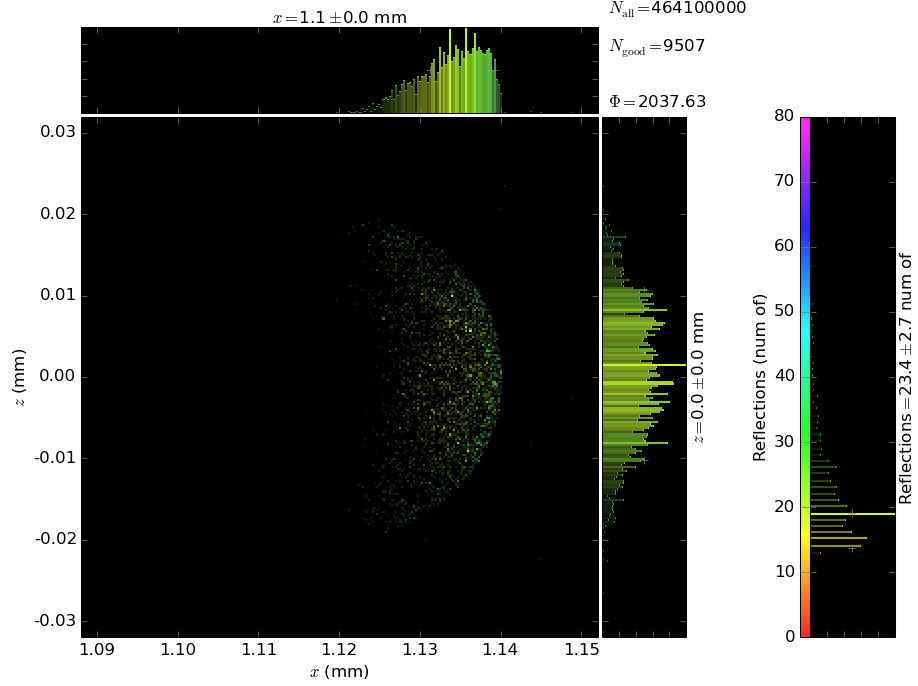 x = 1.1 ± 0.0 mm
N_all = 464100000
N_good = 9507
Φ = 2037.63
0.03
0.02
0.01
0.00
-0.01
-0.02
-0.03
z (mm)
1.09 1.10 1.11 1.12 1.13 1.14 1.15
x (mm)
z = 0.0 ± 0.0 mm
80
70
60
50
40
30
20
10
0
Reflections (num of)
Reflections = 23.4 ± 2.7 num of